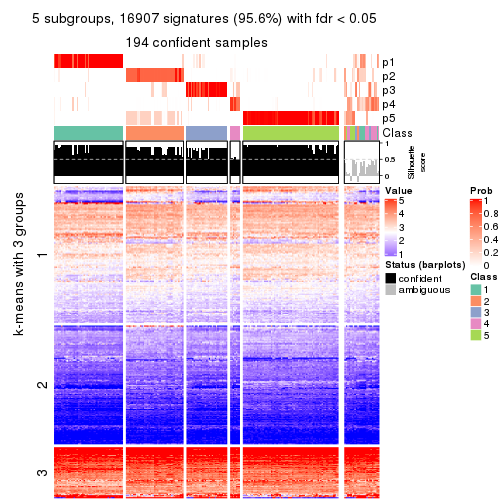 5 subgroups, 16907 signatures (95.6%) with fdr < 0.05
194 confident samples
p1
p2
p3
p4
p5
Class
1
0.5
0
Silhouette
score
k-means with 3 groups
1
2
3
Value
5
4
3
2
1
Status (barplots)
confident
ambiguous
Prob
1
0.8
0.6
0.4
0.2
0
Class
1
2
3
4
5